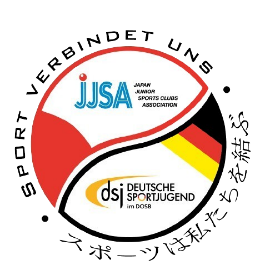 SPORT VERBINDET UNS
JJSA
JAPAN
JUNIOR
SPORTS CLUBS
ASSOCIATION
dsj
DEUTSCHE
SPORTJUGEND
im DOSB
スポーツは私たちを結ぶ